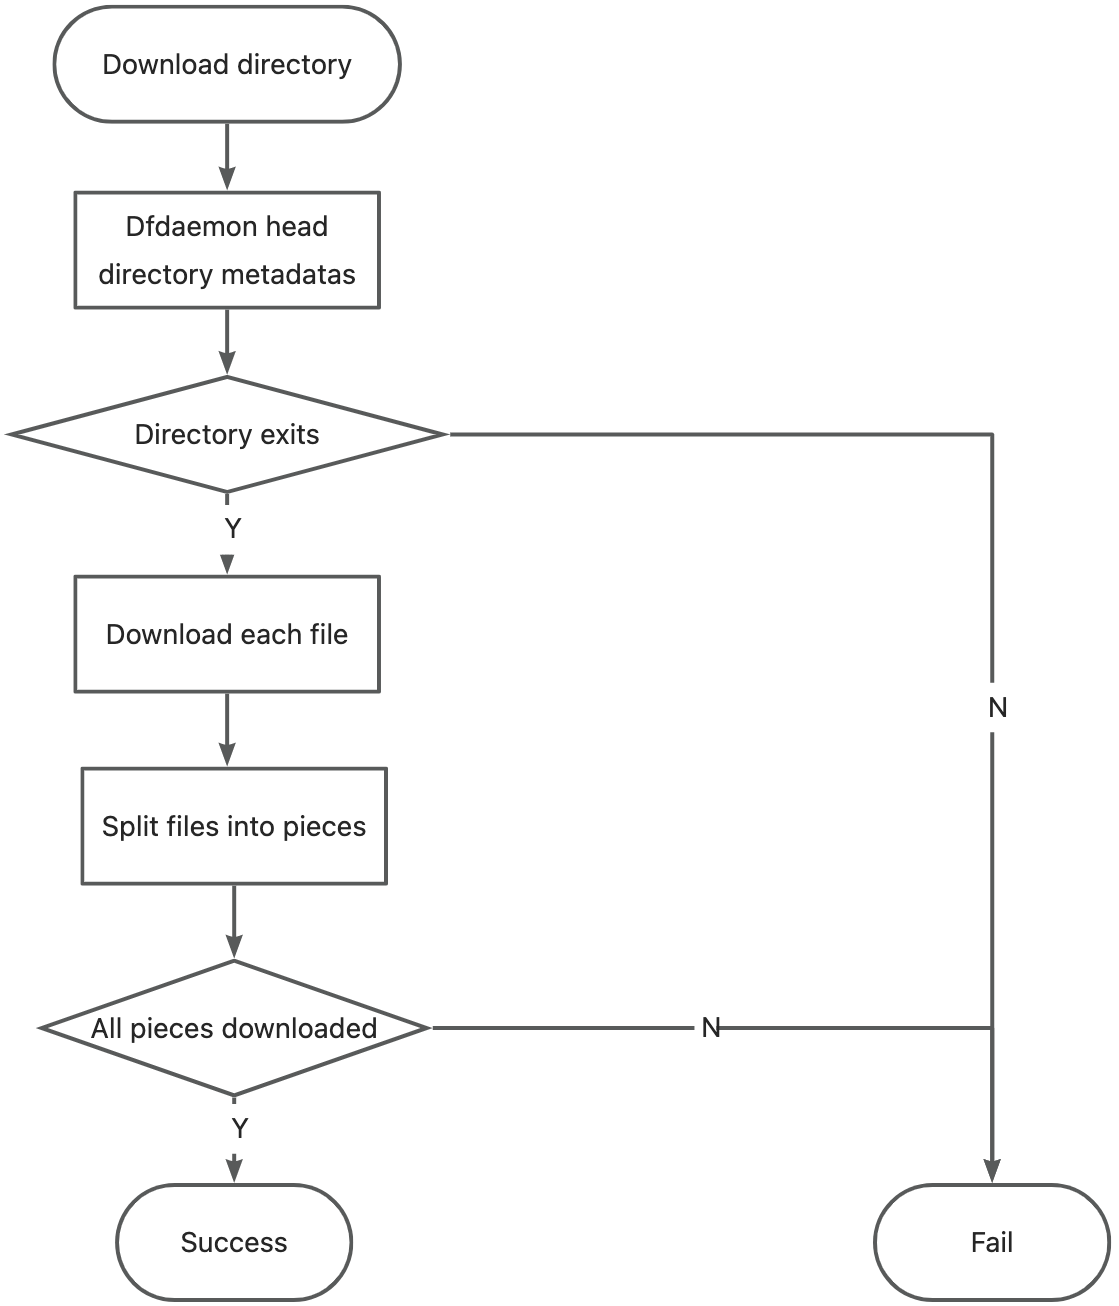 Download directory
Dfdaemon head
directory metadatas
Directory exits
Y
Download each file
N
Split files into pieces
All pieces downloaded
N
Y
Success
Fail